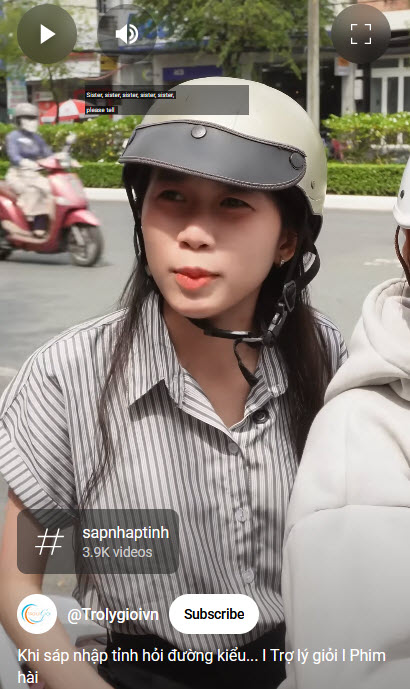 Sister, sister, sister, sister, sister,
please tell
sapnhaptinh
3.9K videos
@Trolygioivn
Subscribe
Khi sáp nhập tỉnh hỏi đường kiểu... I Trợ lý giỏi I Phim
hài